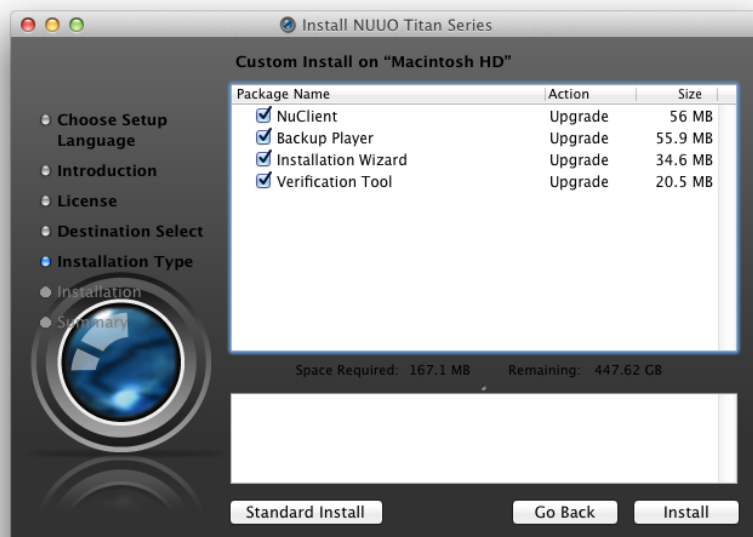 Install NUUO Titan Series
Custom Install on “Macintosh HD”
Choose Setup
Language
Introduction
License
Destination Select
Installation Type
Installation
Summary
Package Name Action Size
NuClient Upgrade 56 MB
Backup Player Upgrade 55.9 MB
Installation Wizard Upgrade 34.6 MB
Verification Tool Upgrade 20.5 MB
Space Required: 167.1 MB Remaining: 447.62 GB
Standard Install Go Back Install